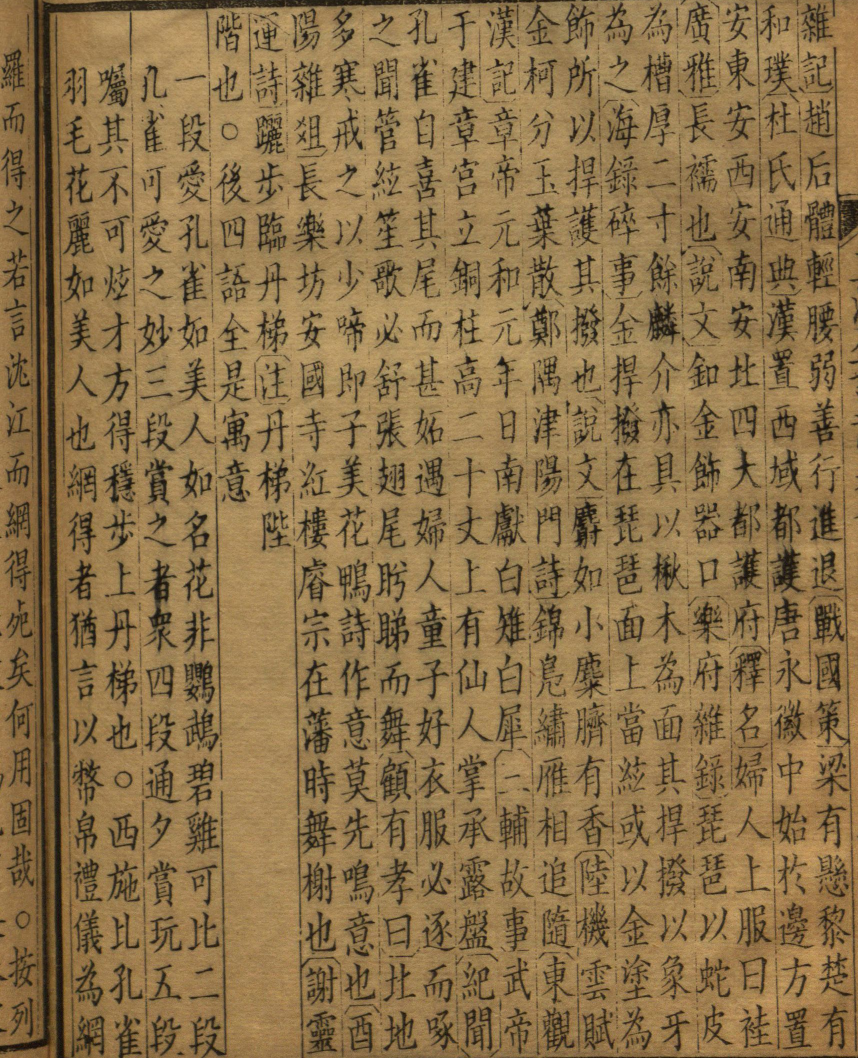 雜記趙后體輕腰弱善行進退戰國策梁有懸黎楚有
和璞杜氏通典漢置西域都護唐永徽中始於邊方置
安東安西安南安北四大都護府釋名婦人上服曰袿
廣雅長襦也說文釦金飾器口樂府雜錄琵琶以蛇皮
為槽厚二寸餘麟介亦具以楸木為面其捍撥以象牙
為之海錄碎事金捍撥在琵琶面上當絃或以金塗為
飾所以捍護其撥也說文麝如小麋臍有香陸機雲賦
金柯分玉葉散鄭隅津陽門詩錦鳧繡雁相追隨東觀
漢記章帝元和元年日南獻白雉白犀三輔故事武帝
于建章宮立銅柱高二十丈上有仙人掌承露盤紀聞
孔雀自喜其尾而甚妬遇婦人童子好衣服必逐而啄
之聞管絃笙歌必舒張翅尾盻睇而舞顧有孝曰北地
多寒戒之以少啼即子美花鴨詩作意莫先鳴意也酉
陽雜俎長樂坊安國寺紅樓睿宗在藩時舞榭也謝靈
運詩躧步臨丹梯注丹梯陛
階也○後四語全是寓意
一段愛孔雀如美人如名花非鸚鵡碧雞可比二段
孔雀可愛之妙三段賞之者衆四段通夕賞玩五段
囑其不可炫才方得穩步上丹梯也○西施比孔雀
羽毛花麗如美人也網得者猶言以幣帛禮儀為網
羅而得之若言沈江而網得宛矣何用固哉○按列